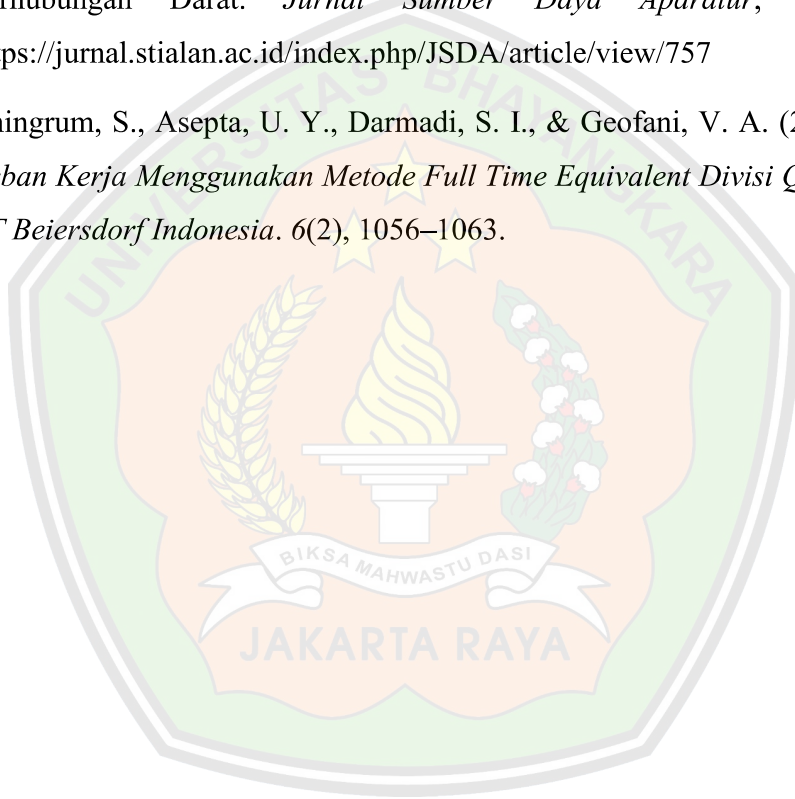 Darat. Jurnal Sumber Daya Aparatur,
ps://jurnal.stialan.ac.id/index.php/JSDA/article/view/757
ingrum, S., Asepta, U. Y., Darmadi, S. I., & Geofani, V. A. (2
ban Kerja Menggunakan Metode Full Time Equivalent Divisi Q
T Beiersdorf Indonesia. 6(2), 1056–1063.
UNIVERSITAS BHAYANGKARA
BIKSA MAHWASTU DASI
JAKARTA RAYA